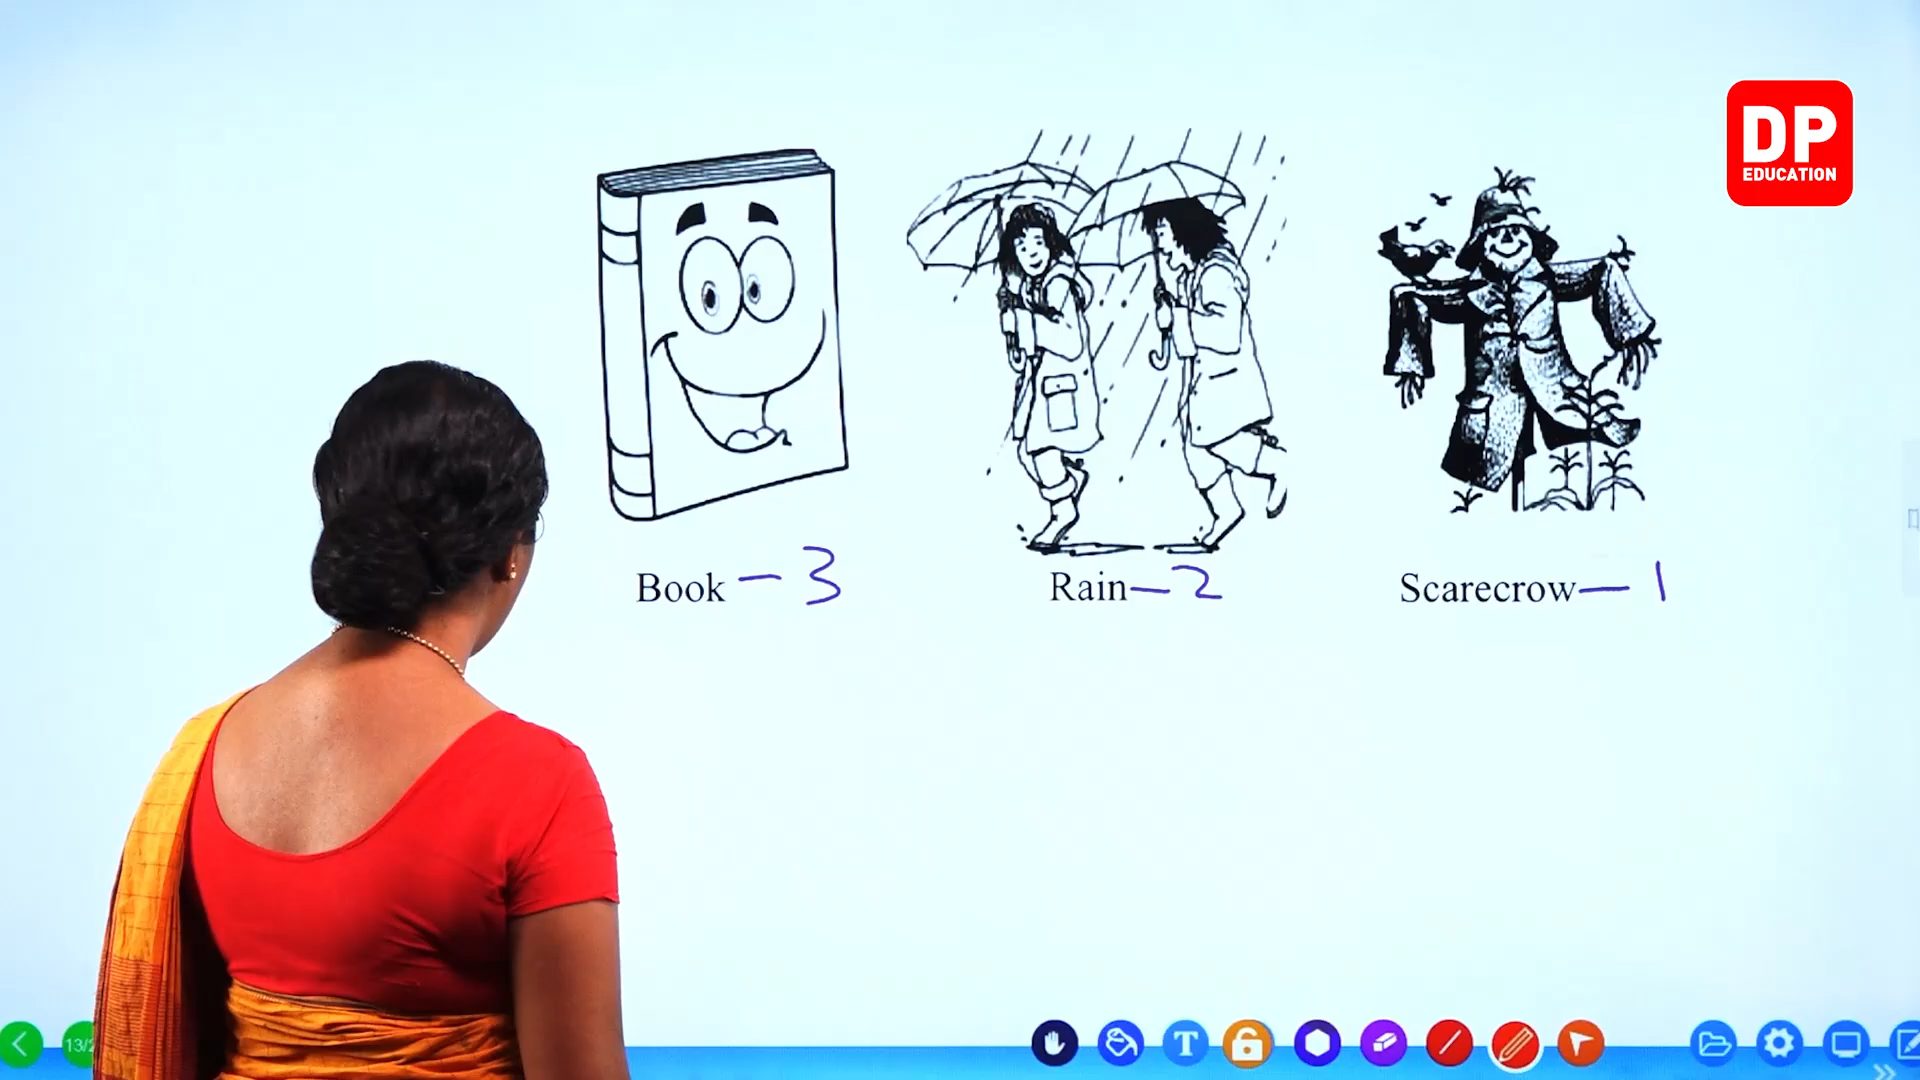 DP
EDUCATION
Book - 3
Rain - 2
Scarecrow - 1
T